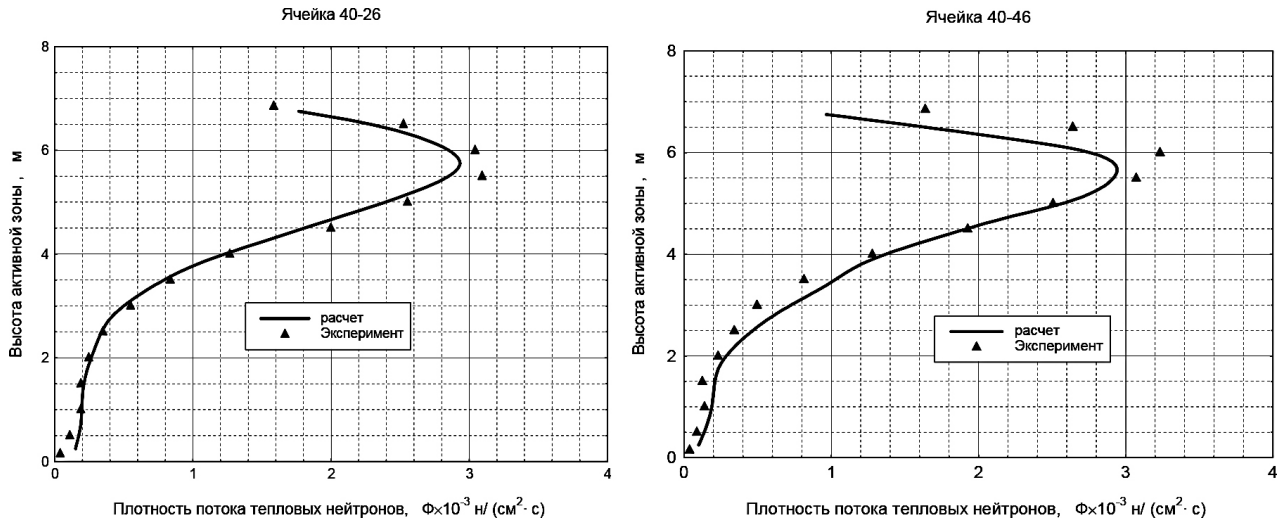 Ячейка 40-26
8
6
4
2
0
0 1 2 3 4
Высота активной зоны , м
расчет
Эксперимент
Плотность потока тепловых нейтронов, Ф×10⁻³ н/ (см²· с)
Ячейка 40-46
8
6
4
2
0
0 1 2 3 4
Высота активной зоны , м
расчет
Эксперимент
Плотность потока тепловых нейтронов, Ф×10⁻³ н/ (см²· с)